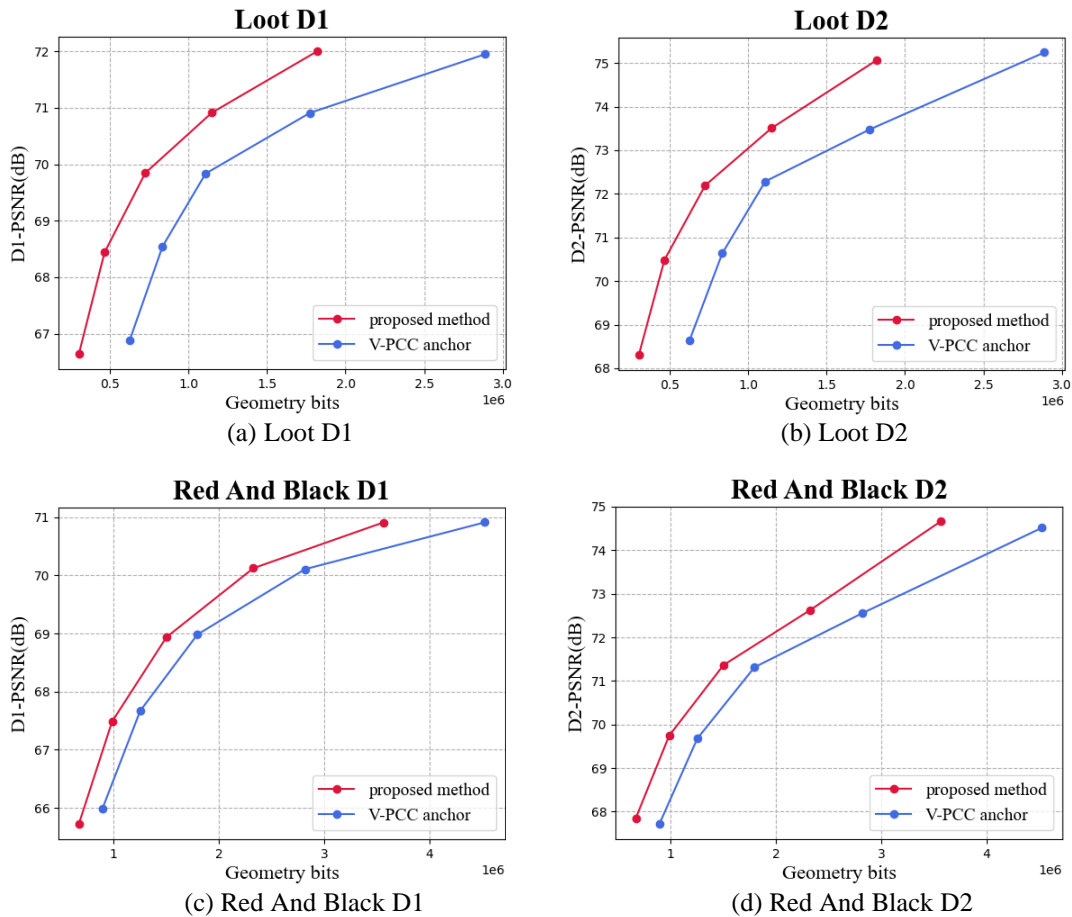 Loot D1
72
71
70
69
68
67
D1-PSNR(dB)
proposed method
V-PCC anchor
0.5
1.0
1.5
2.0
2.5
3.0
1e6
Geometry bits
(a) Loot D1
Loot D2
75
74
73
72
71
70
69
68
D2-PSNR(dB)
proposed method
V-PCC anchor
0.5
1.0
1.5
2.0
2.5
3.0
1e6
Geometry bits
(b) Loot D2
Red And Black D1
71
70
69
68
67
66
D1-PSNR(dB)
proposed method
V-PCC anchor
1
2
3
4
1e6
Geometry bits
(c) Red And Black D1
Red And Black D2
75
74
73
72
71
70
69
68
D2-PSNR(dB)
proposed method
V-PCC anchor
1
2
3
4
1e6
Geometry bits
(d) Red And Black D2